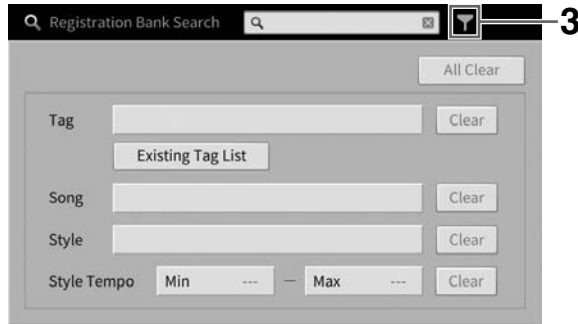 Registration Bank Search 3
All Clear
Tag Clear
Existing Tag List
Song Clear
Style Clear
Style Tempo Min --- – Max --- Clear